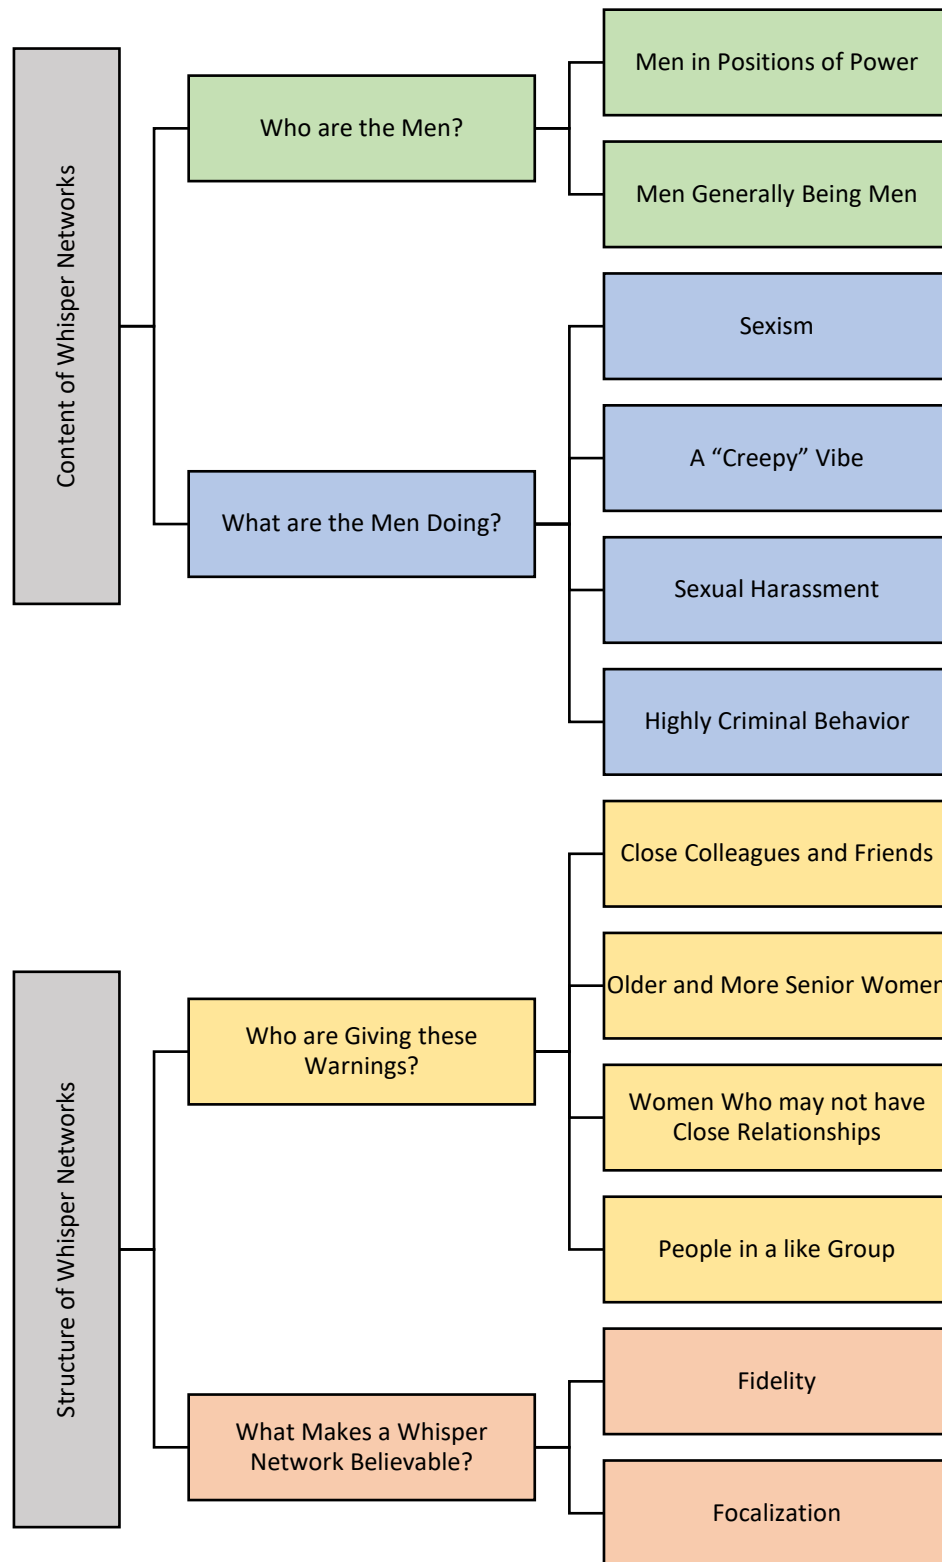 Content of Whisper Networks
Who are the Men?
Men in Positions of Power
Men Generally Being Men
What are the Men Doing?
Sexism
A “Creepy” Vibe
Sexual Harassment
Highly Criminal Behavior
Structure of Whisper Networks
Who are Giving these
Warnings?
Close Colleagues and Friends
Older and More Senior Women
Women Who may not have
Close Relationships
People in a like Group
What Makes a Whisper
Network Believable?
Fidelity
Focalization